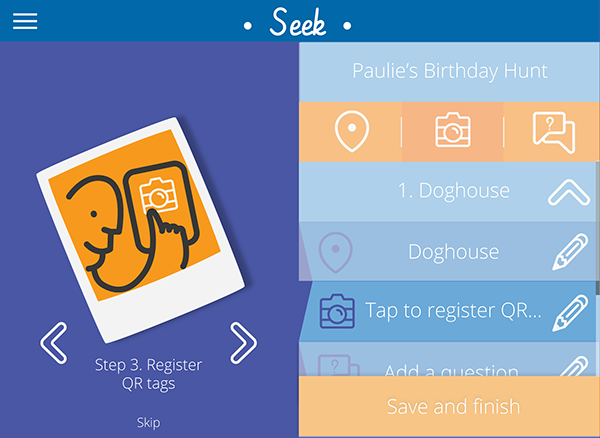 • Seek •
Paulie's Birthday Hunt
1. Doghouse
Doghouse
Tap to register QR...
Add a question
Save and finish
Step 3. Register
QR tags
Skip